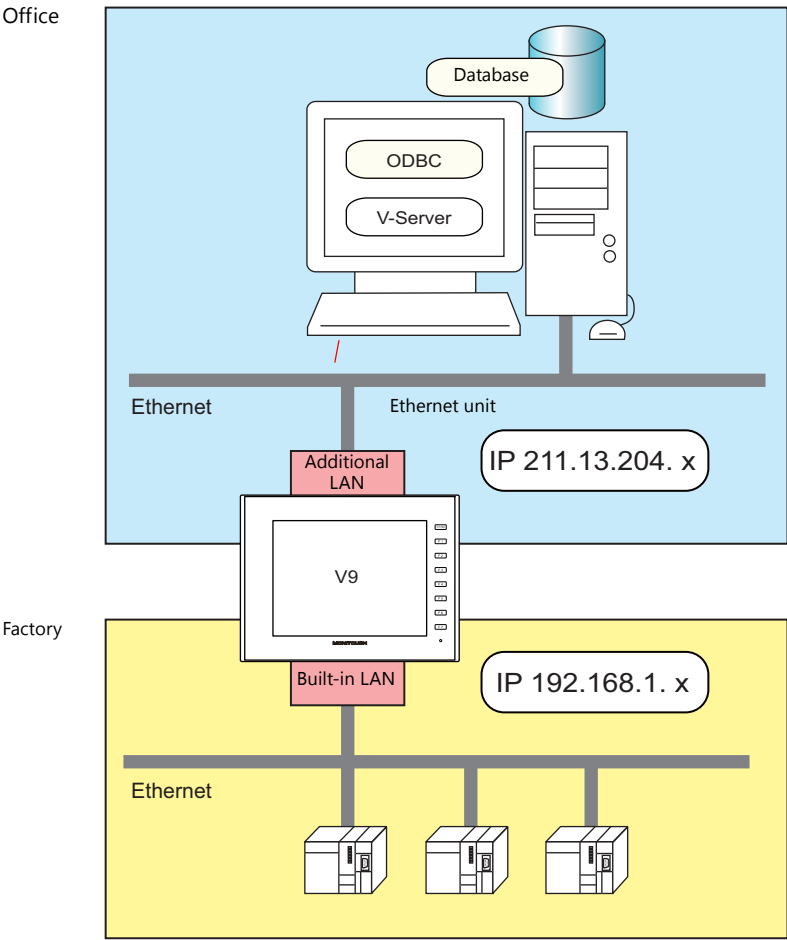 Office
Database
ODBC
V-Server
Ethernet
Ethernet unit
Additional
LAN
IP 211.13.204. x
V9
MONITOUCH
Factory
Built-in LAN
IP 192.168.1. x
Ethernet